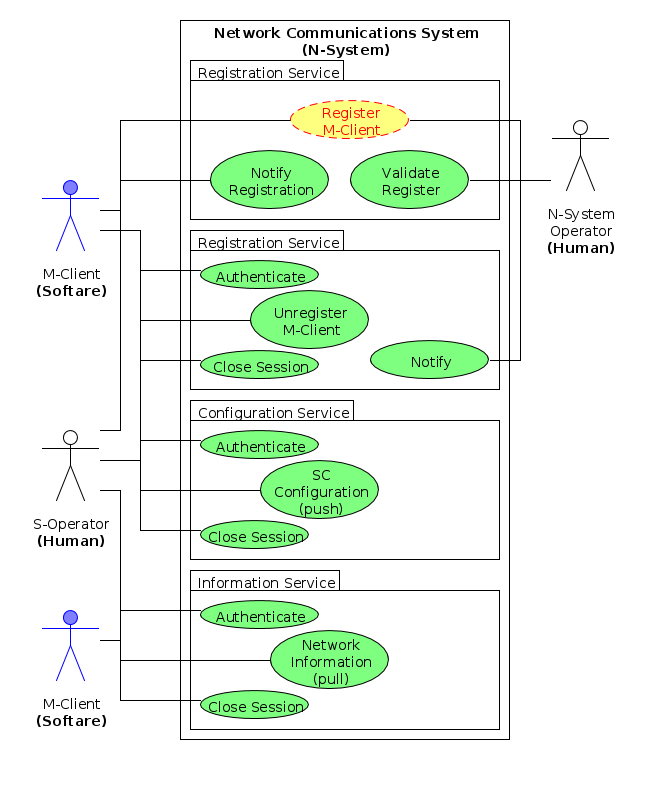 Network Communications System
(N-System)
Registration Service
Register
M-Client
Notify
Registration
Validate
Register
M-Client
(Softare)
N-System
Operator
(Human)
Registration Service
Authenticate
Unregister
M-Client
Close Session
Notify
Configuration Service
Authenticate
SC
Configuration
(push)
Close Session
S-Operator
(Human)
Information Service
Authenticate
Network
Information
(pull)
Close Session
M-Client
(Softare)